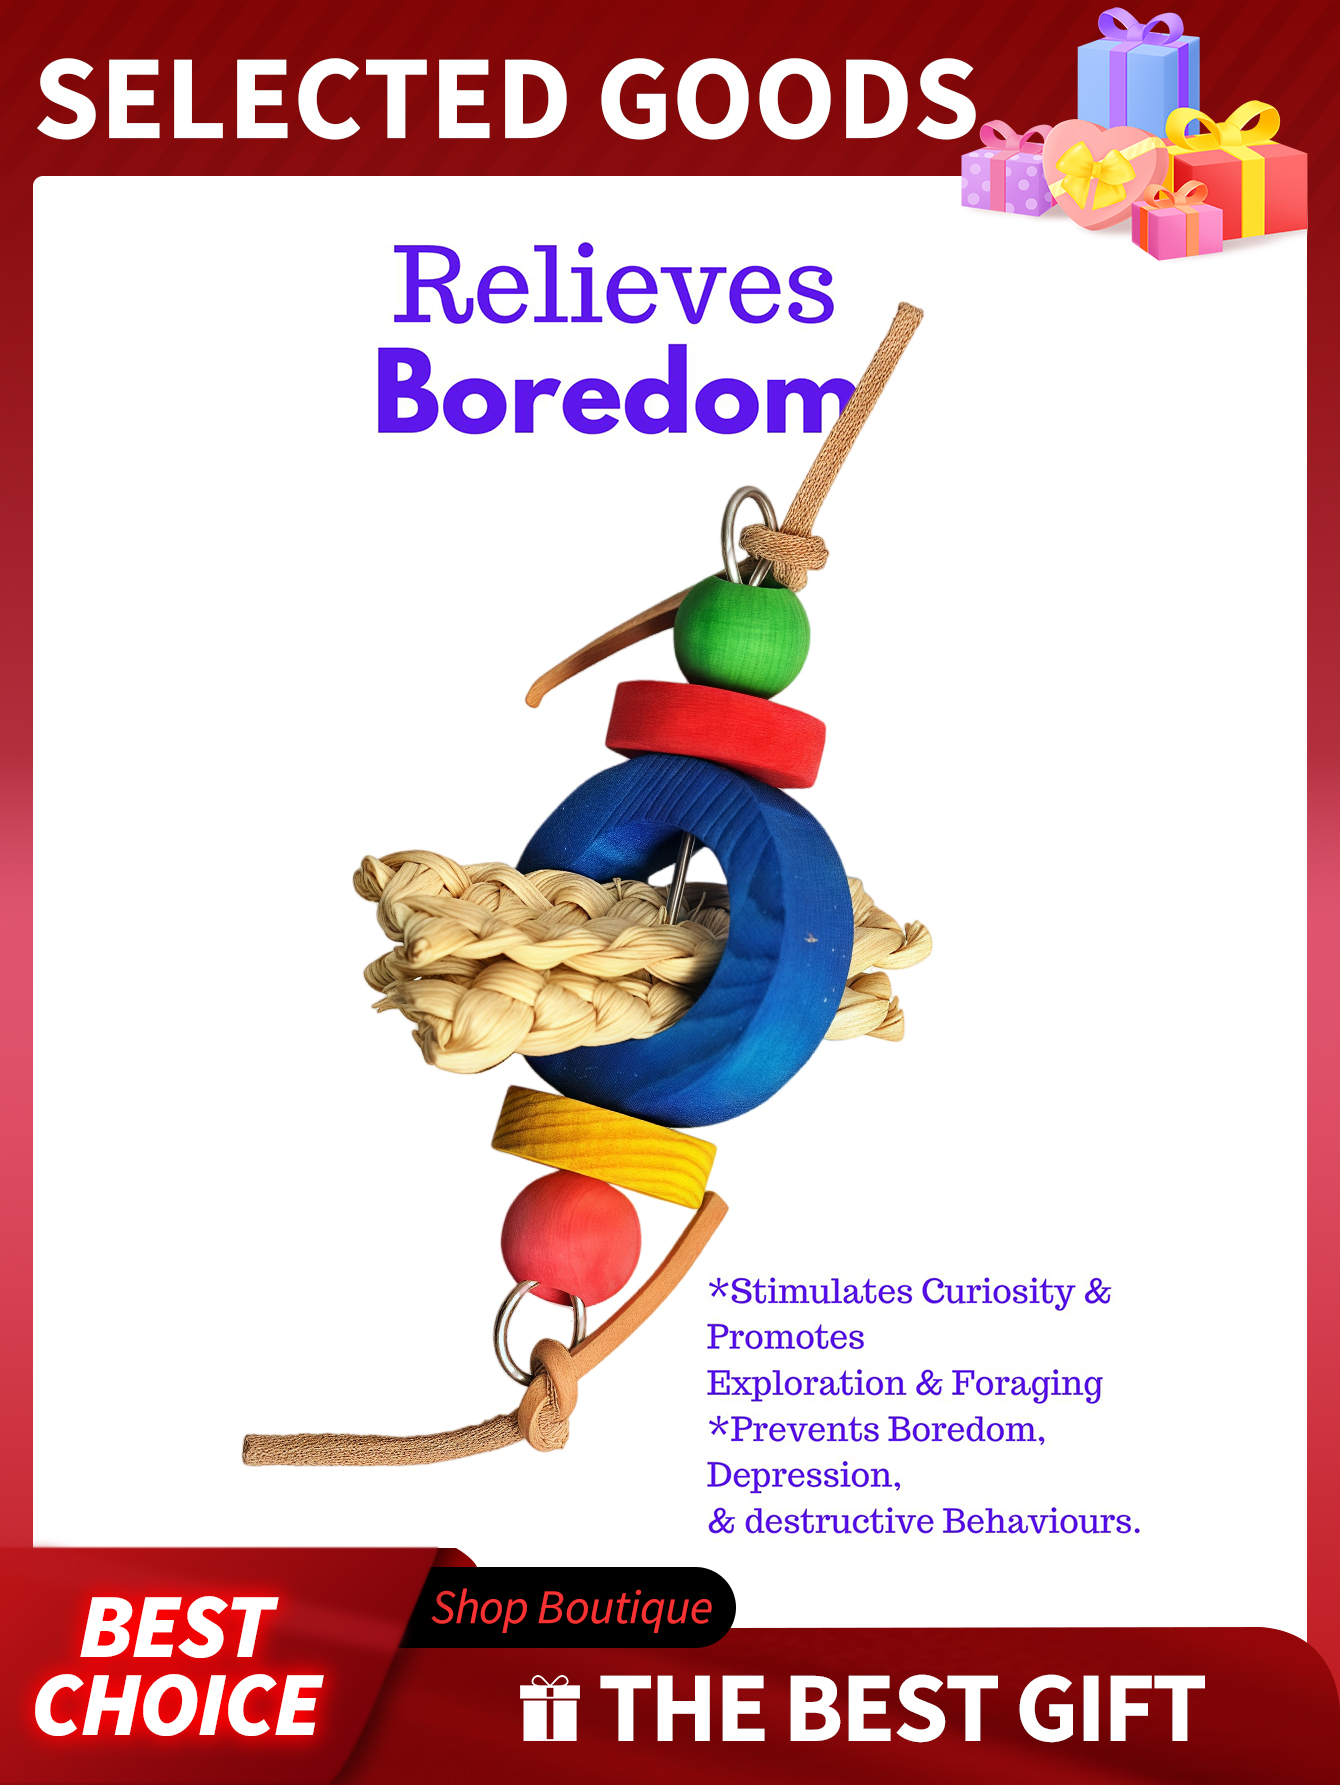 SELECTED GOODS
Relieves
Boredom
*Stimulates Curiosity &
Promotes
Exploration & Foraging
*Prevents Boredom,
Depression,
& destructive Behaviours.
Shop Boutique
BEST
CHOICE
THE BEST GIFT